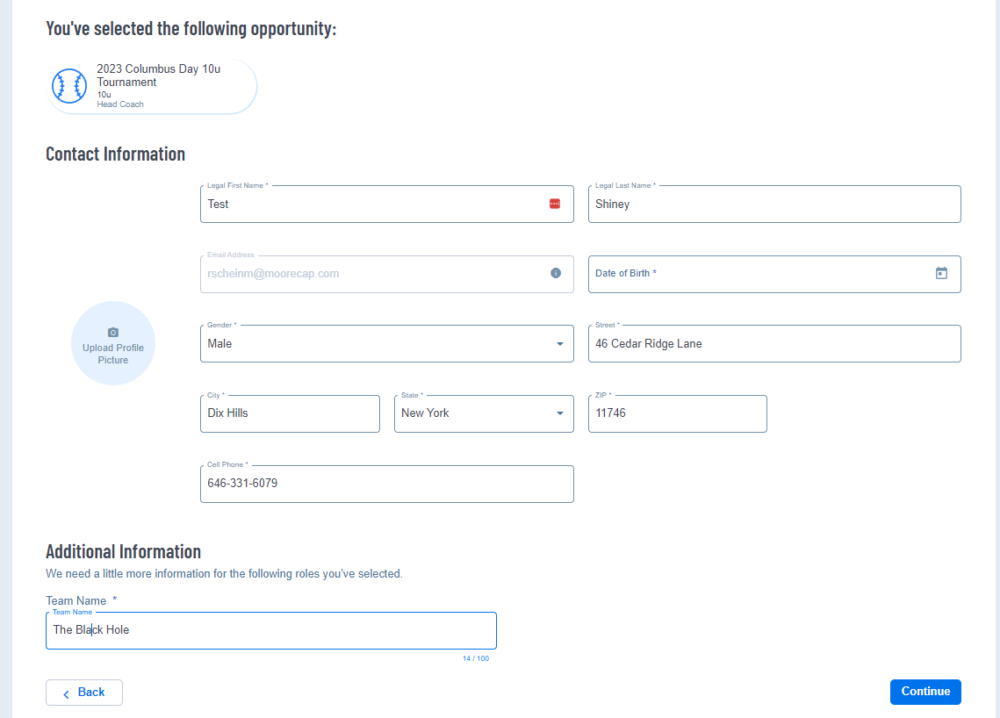 You've selected the following opportunity:
2023 Columbus Day 10u
Tournament
10u
Head Coach
Contact Information
Legal First Name *
Test
Legal Last Name *
Shiney
Email Address
rscheinm@moorecap.com
Date of Birth *
Upload Profile
Picture
Gender *
Male
Street *
46 Cedar Ridge Lane
City *
Dix Hills
State *
New York
ZIP *
11746
Cell Phone *
646-331-6079
Additional Information
We need a little more information for the following roles you've selected.
Team Name *
Team Name
The Black Hole
14 / 100
Back
Continue